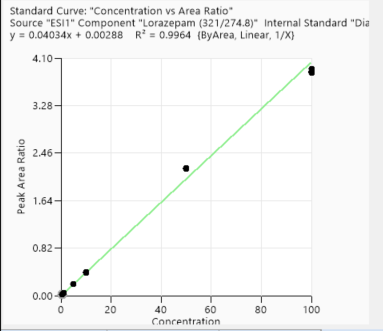 Standard Curve: "Concentration vs Area Ratio"
Source "ESI1" Component "Lorazepam (321/274.8)" Internal Standard "Dia
y = 0.04034x + 0.00288 R² = 0.9964 (ByArea, Linear, 1/X)
4.10
3.28
2.46
1.64
0.82
0.00
Peak Area Ratio
0 20 40 60 80 100
Concentration